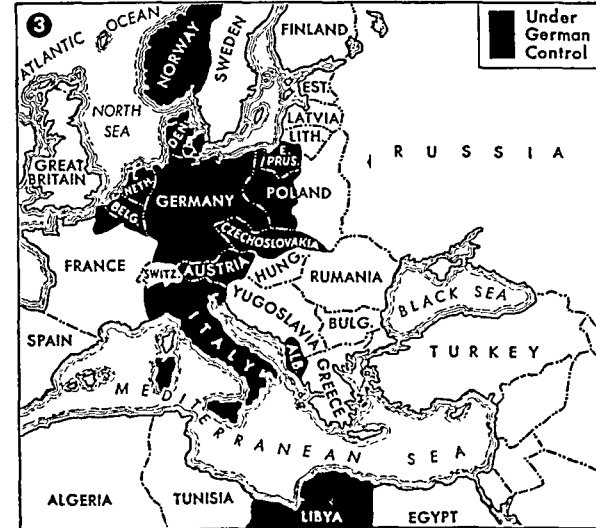 3
Under
German
Control
ATLANTIC OCEAN
NORWAY
SWEDEN
FINLAND
NORTH
SEA
EST.
LATVIA
LITH.
DEN.
E.
PRUS.
RUSSIA
GREAT
BRITAIN
NETH.
BELG.
GERMANY
POLAND
CZECHOSLOVAKIA
FRANCE
SWITZ.
AUSTRIA
HUNG.
RUMANIA
YUGOSLAVIA
BLACK SEA
ITALY
BULG.
SPAIN
ALB.
GREECE
TURKEY
MEDITERRANEAN SEA
ALGERIA
TUNISIA
LIBYA
EGYPT